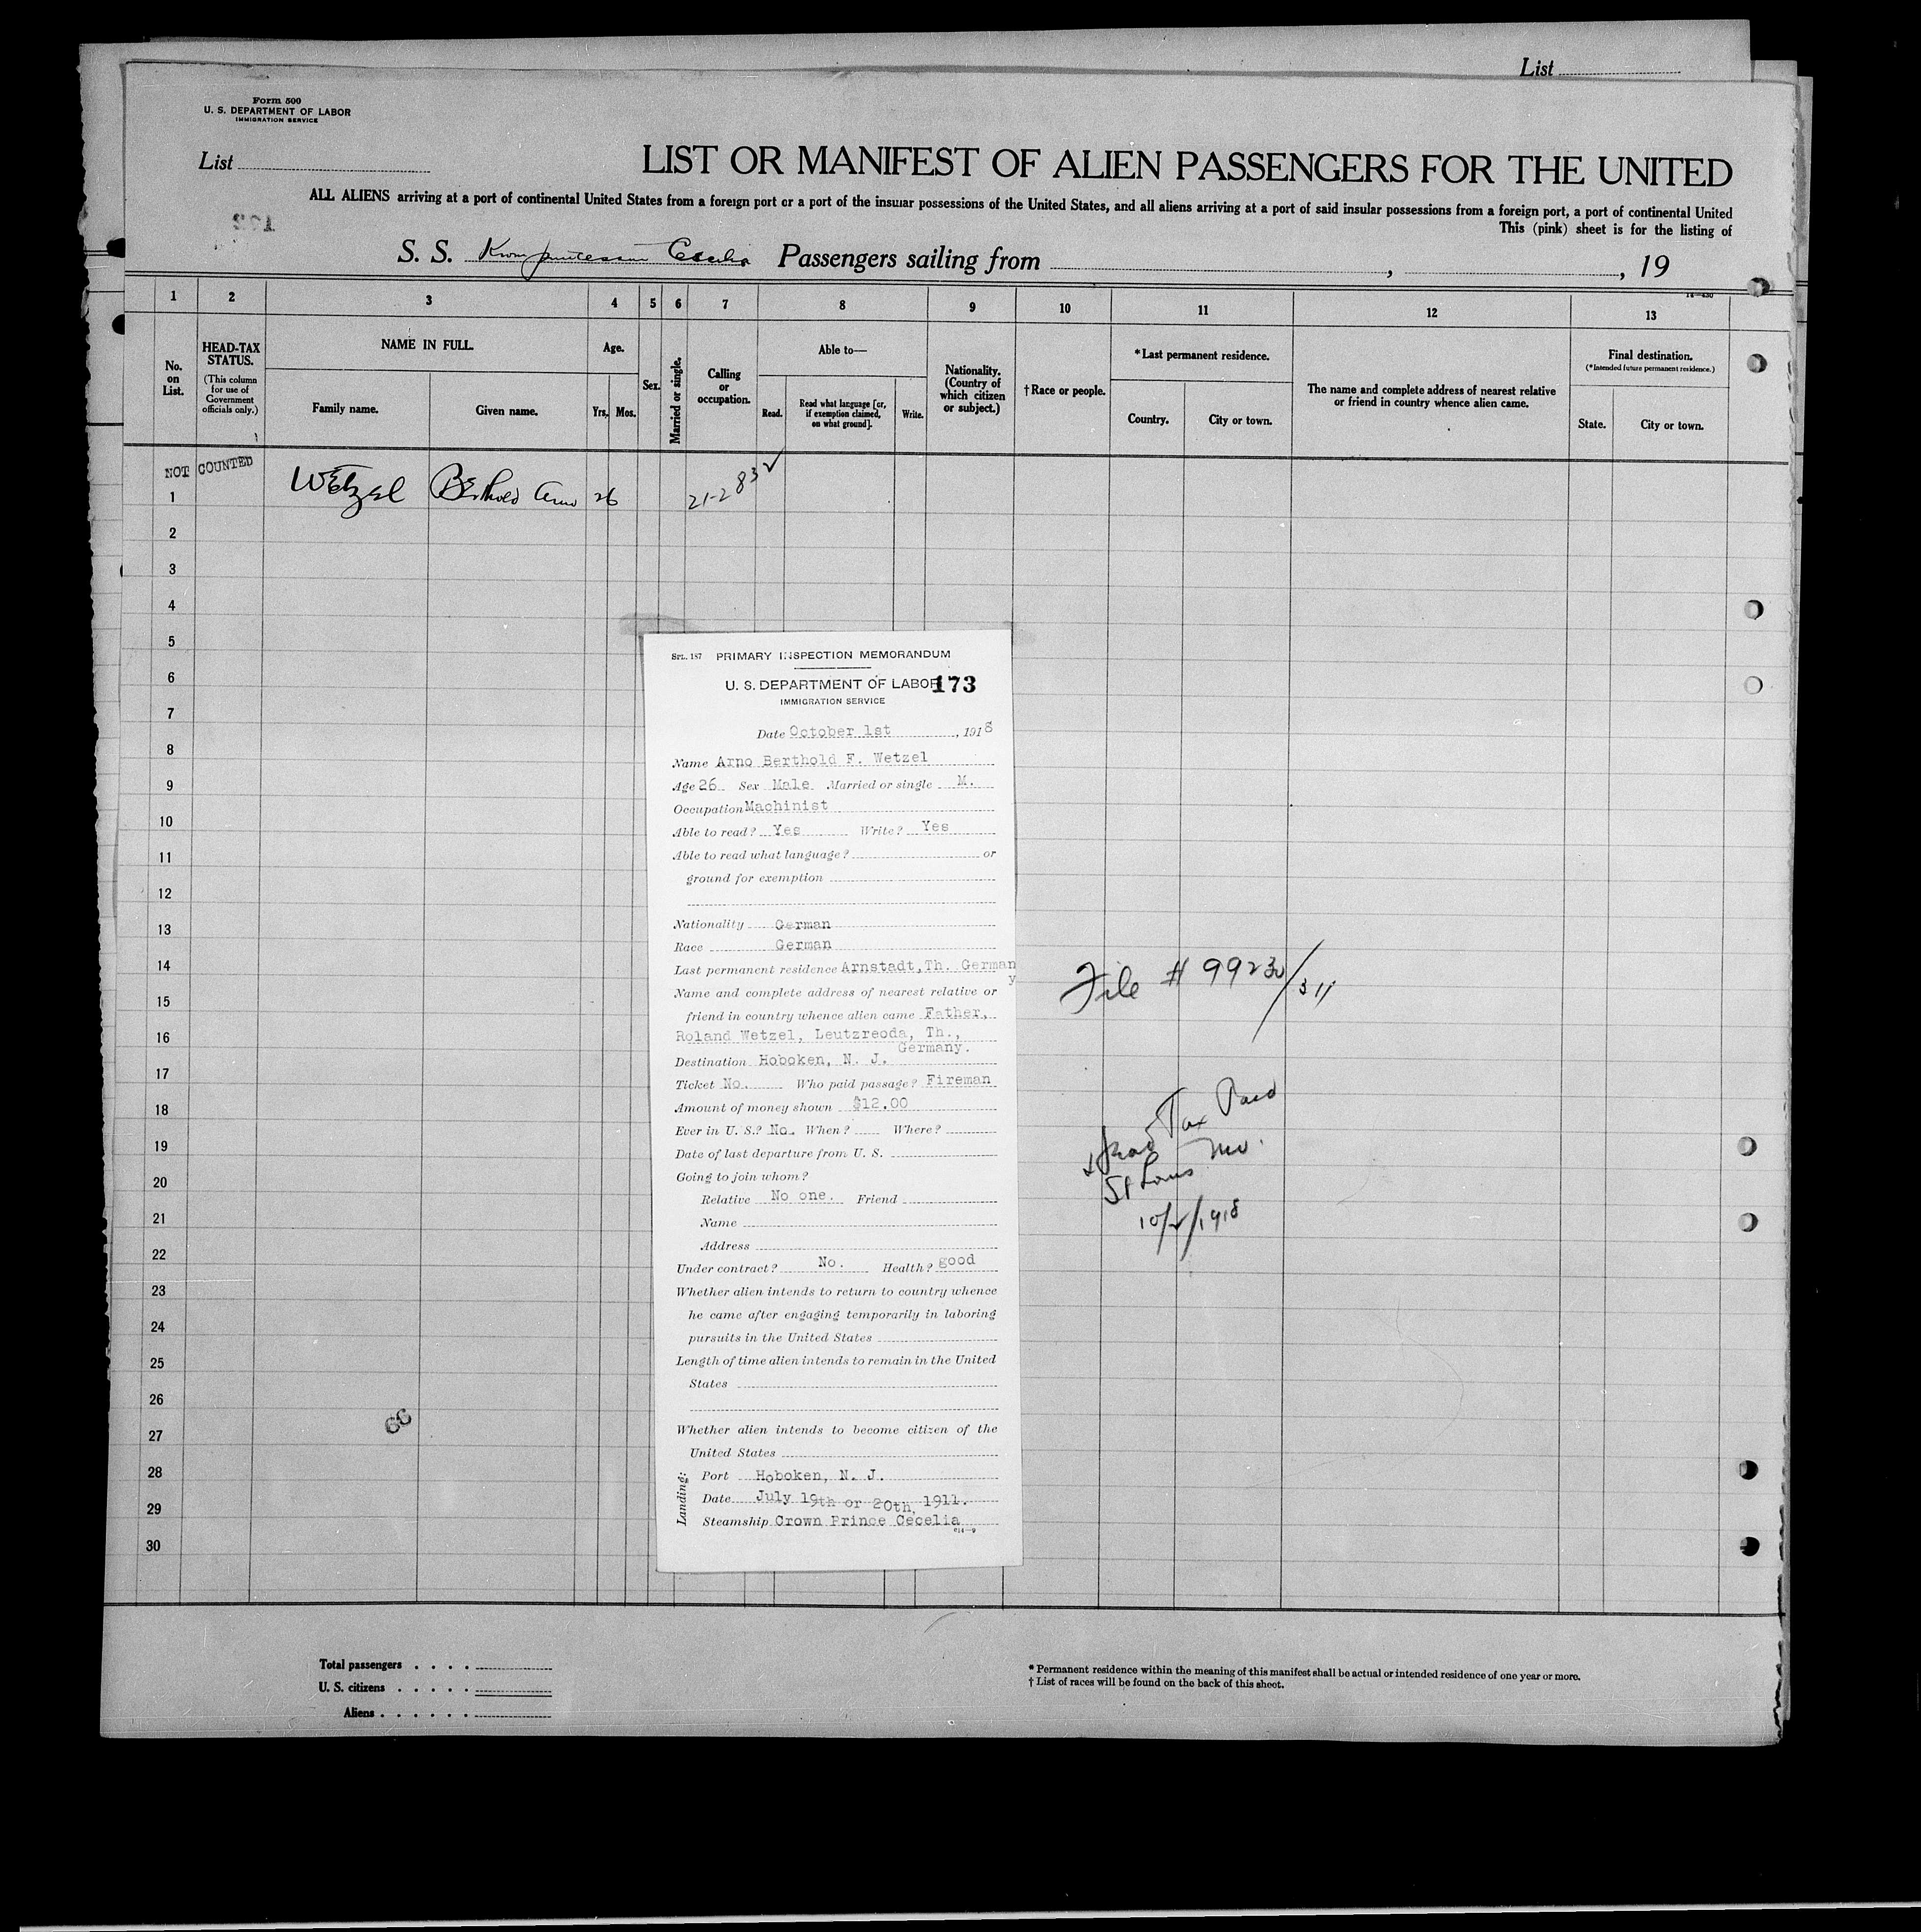 List
Form 500
U. S. DEPARTMENT OF LABOR
IMMIGRATION SERVICE
List
LIST OR MANIFEST OF ALIEN PASSENGERS FOR THE UNITED
ALL ALIENS arriving at a port of continental United States from a foreign port or a port of the insular possessions of the United States, and all aliens arriving at a port of said insular possessions from a foreign port, a port of continental United
This (pink) sheet is for the listing of
S. S. Kronprincessin Cecilia Passengers sailing from , , 19
14—430
1 2 3 4 5 6 7 8 9 10 11 12 13
No. on List.
HEAD-TAX STATUS.
(This column for use of Government officials only.)
NAME IN FULL.
Family name.
Given name.
Age.
Yrs. Mos.
Sex.
Married or single.
Calling or occupation.
Able to—
Read.
Read what language [or, if exemption claimed, on what ground].
Write.
Nationality. (Country of which citizen or subject.)
† Race or people.
*Last permanent residence.
Country.
City or town.
The name and complete address of nearest relative or friend in country whence alien came.
Final destination.
(*Intended future permanent residence.)
State.
City or town.
NOT COUNTED
1 Wetzel Berthold Arno 26 21-2832
2
3
4
5
6
7
8
9
10
11
12
13
14
15
16
17
18
19
20
21
22
23
24
25
26
27
28
29
30
66
Spl. 187 PRIMARY INSPECTION MEMORANDUM
U. S. DEPARTMENT OF LABOR 173
IMMIGRATION SERVICE
Date October 1st , 1918
Name Arno Berthold F. Wetzel
Age 26 Sex Male Married or single M.
Occupation Machinist
Able to read? Yes Write? Yes
Able to read what language? or
ground for exemption
Nationality German
Race German
Last permanent residence Arnstadt, Th. German
y
Name and complete address of nearest relative or
friend in country whence alien came Father,
Roland Wetzel, Leutzreoda, Th.,
Germany.
Destination Hoboken, N. J.
Ticket No. Who paid passage? Fireman
Amount of money shown $12.00
Ever in U. S.? No. When? Where?
Date of last departure from U. S.
Going to join whom?
Relative No one. Friend
Name
Address
Under contract? No. Health? good
Whether alien intends to return to country whence
he came after engaging temporarily in laboring
pursuits in the United States
Length of time alien intends to remain in the United
States
Whether alien intends to become citizen of the
United States
Landing:
Port Hoboken, N. J.
Date July 19th or 20th, 1911.
Steamship Crown Prince Cecelia
File # 9923/311
Head Tax Paid
St Louis Mo.
10/2/1918
Total passengers
U. S. citizens
Aliens
* Permanent residence within the meaning of this manifest shall be actual or intended residence of one year or more.
† List of races will be found on the back of this sheet.